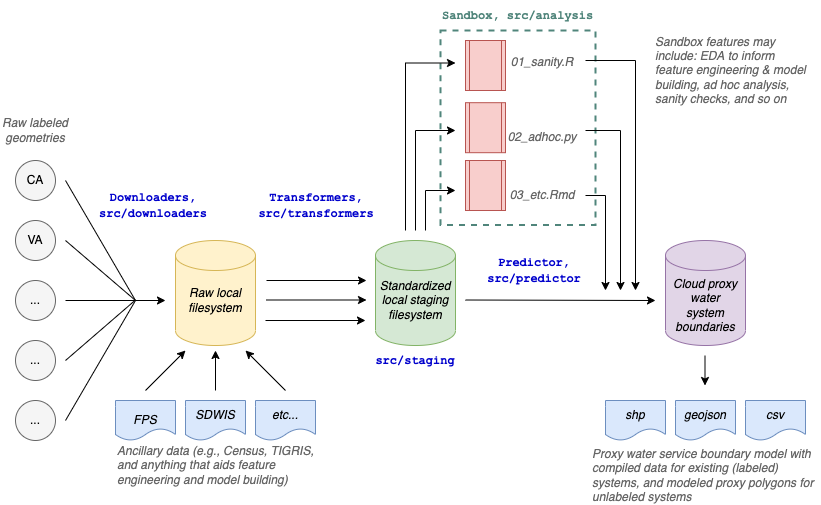 Sandbox, src/analysis
01_sanity.R
02_adhoc.py
03_etc.Rmd
Sandbox features may
include: EDA to inform
feature engineering & model
building, ad hoc analysis,
sanity checks, and so on
Raw labeled
geometries
CA
VA
...
...
...
Downloaders,
src/downloaders
Transformers,
src/transformers
Raw local
filesystem
Standardized
local staging
filesystem
src/staging
Predictor,
src/predictor
Cloud proxy
water
system
boundaries
FPS
SDWIS
etc...
Ancillary data (e.g., Census, TIGRIS,
and anything that aids feature
engineering and model building)
shp
geojson
csv
Proxy water service boundary model with
compiled data for existing (labeled)
systems, and modeled proxy polygons for
unlabeled systems